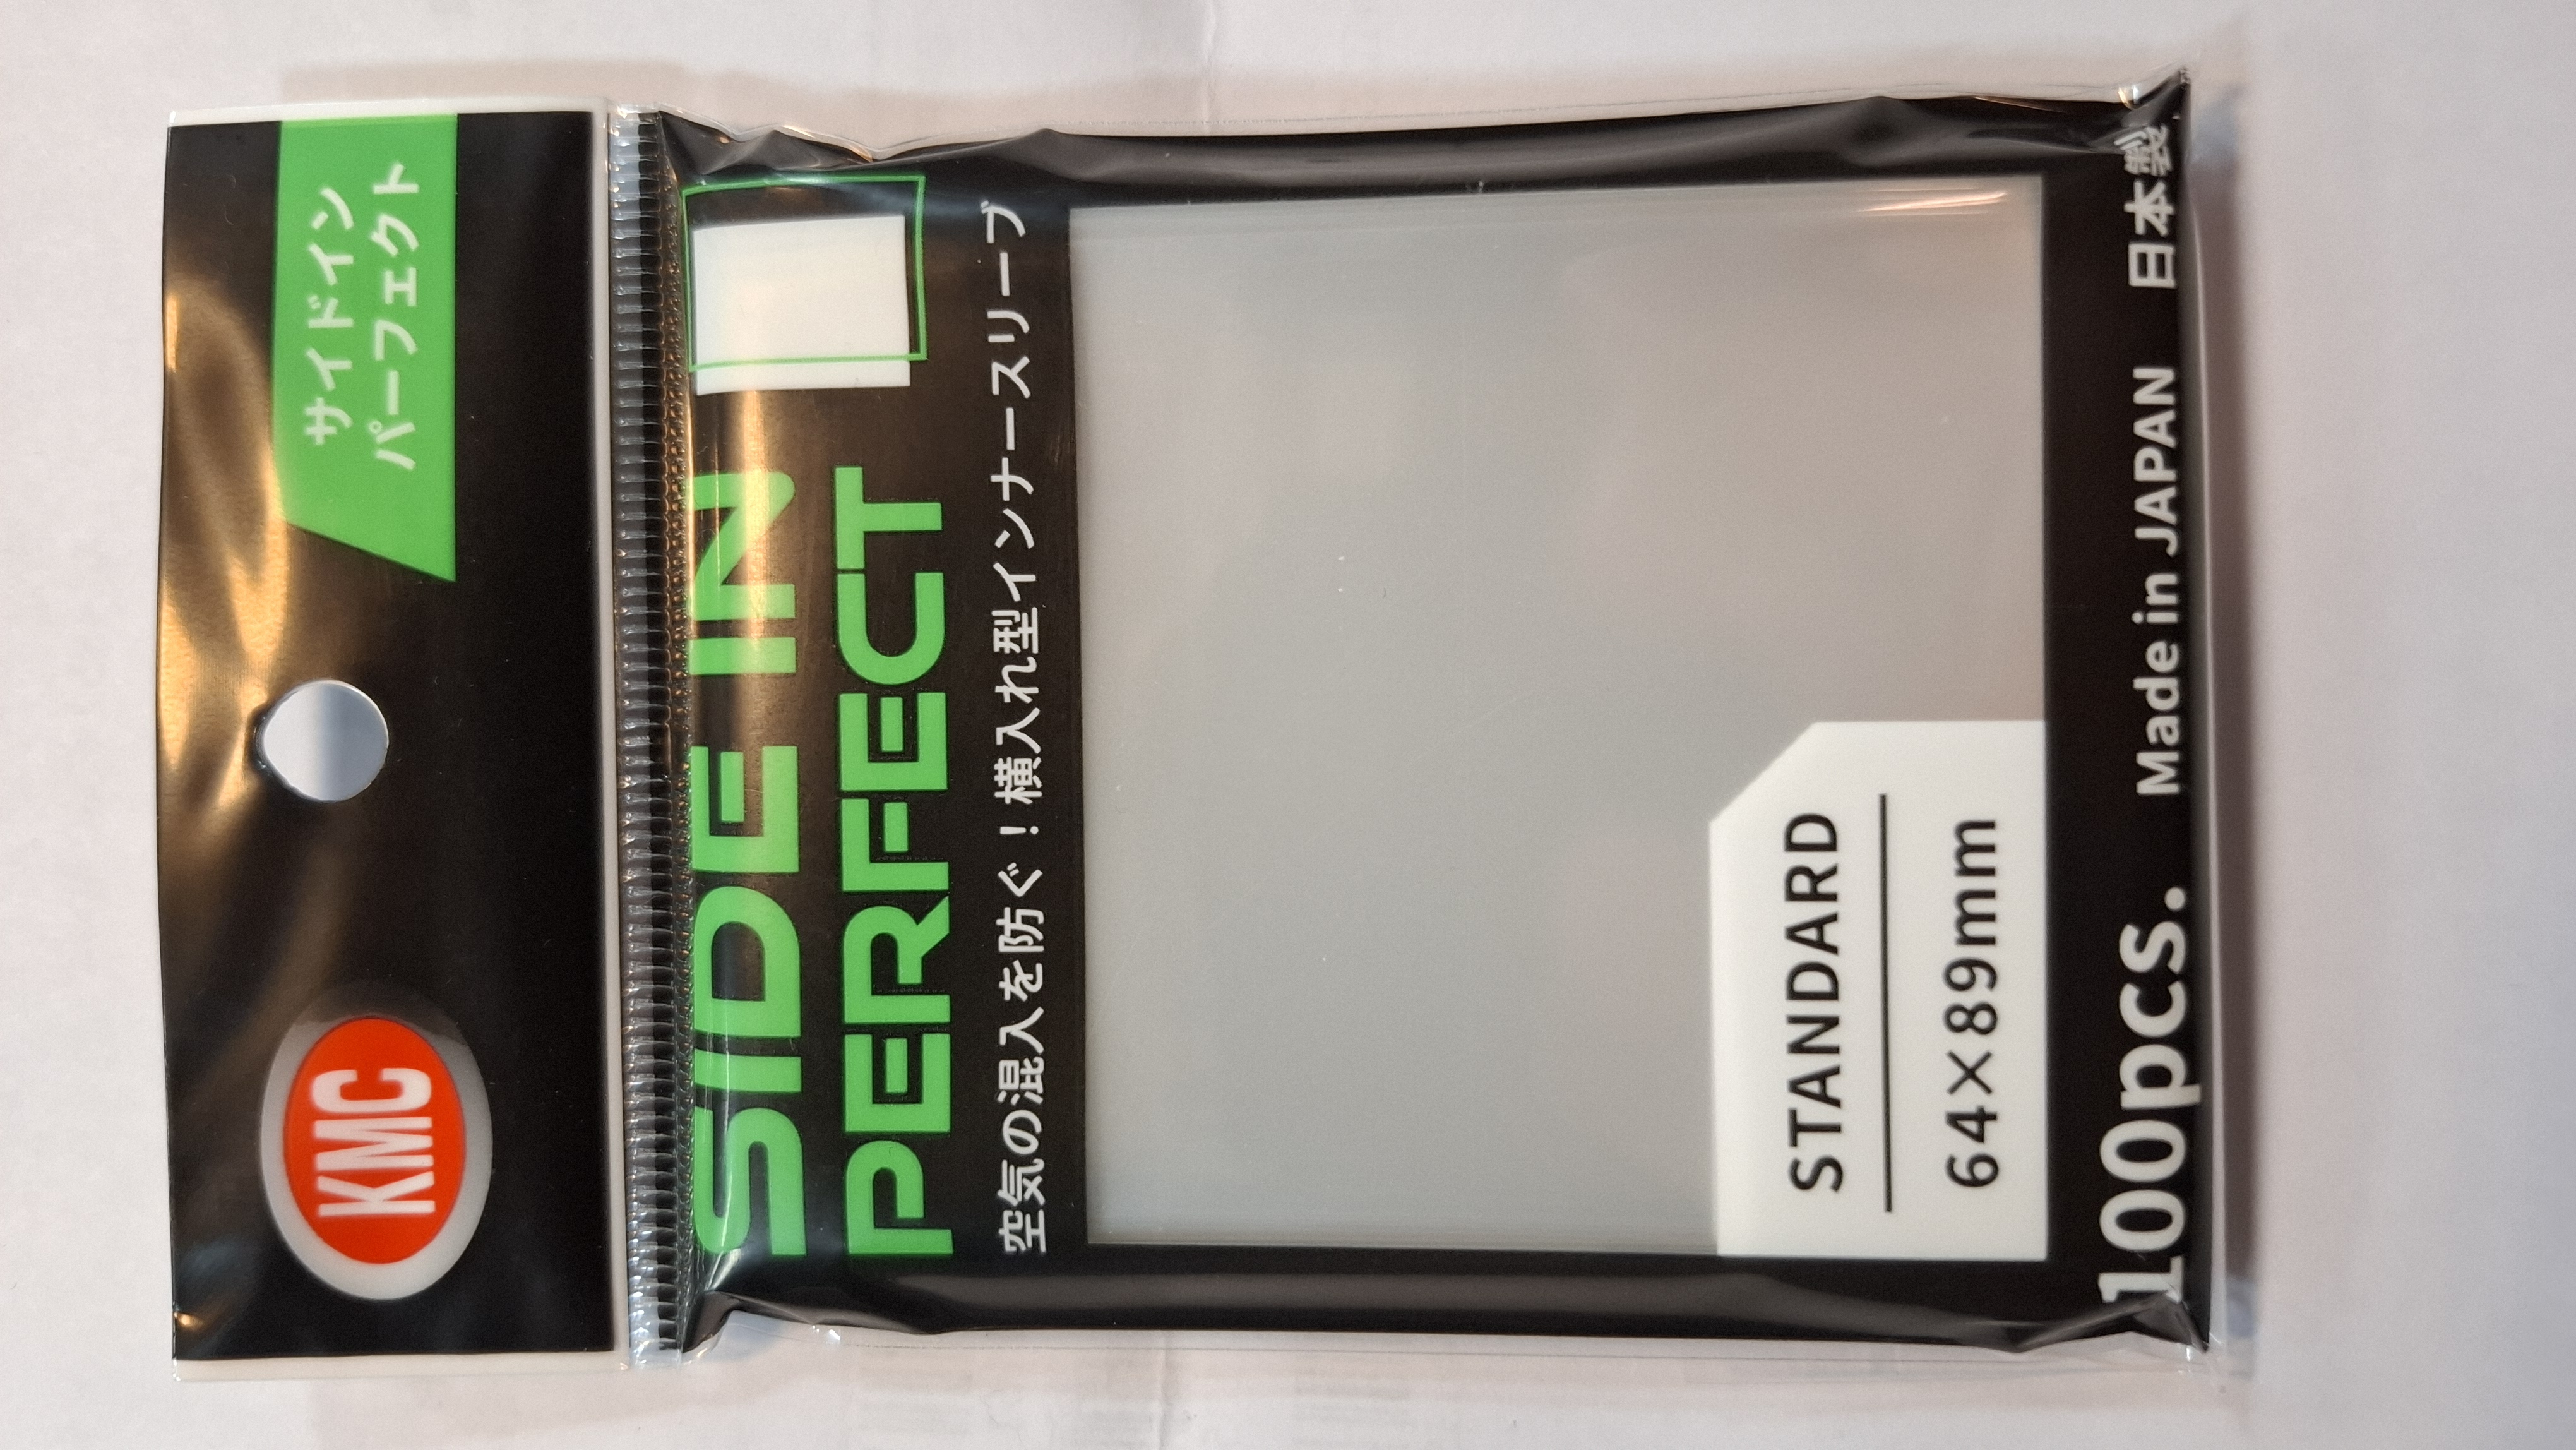 KMC
サイドイン
パーフェクト
SIDE IN
PERFECT
空気の混入を防ぐ！横入れ型インナースリーブ
STANDARD
64×89mm
100pcs. Made in JAPAN 日本製